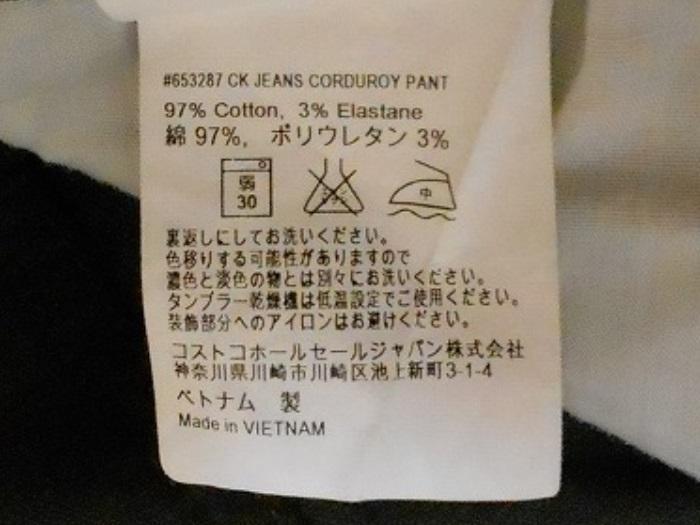 #653287 CK JEANS CORDUROY PANT
97% Cotton, 3% Elastane
綿 97%, ポリウレタン 3%
弱
30
中
裏返しにしてお洗いください。
色移りする可能性がありますので
濃色と淡色の物とは別々にお洗いください。
タンブラー乾燥機は低温設定でご使用ください。
装飾部分へのアイロンはお避けください。
コストコホールセールジャパン株式会社
神奈川県川崎市川崎区池上新町3-1-4
ベトナム 製
Made in VIETNAM